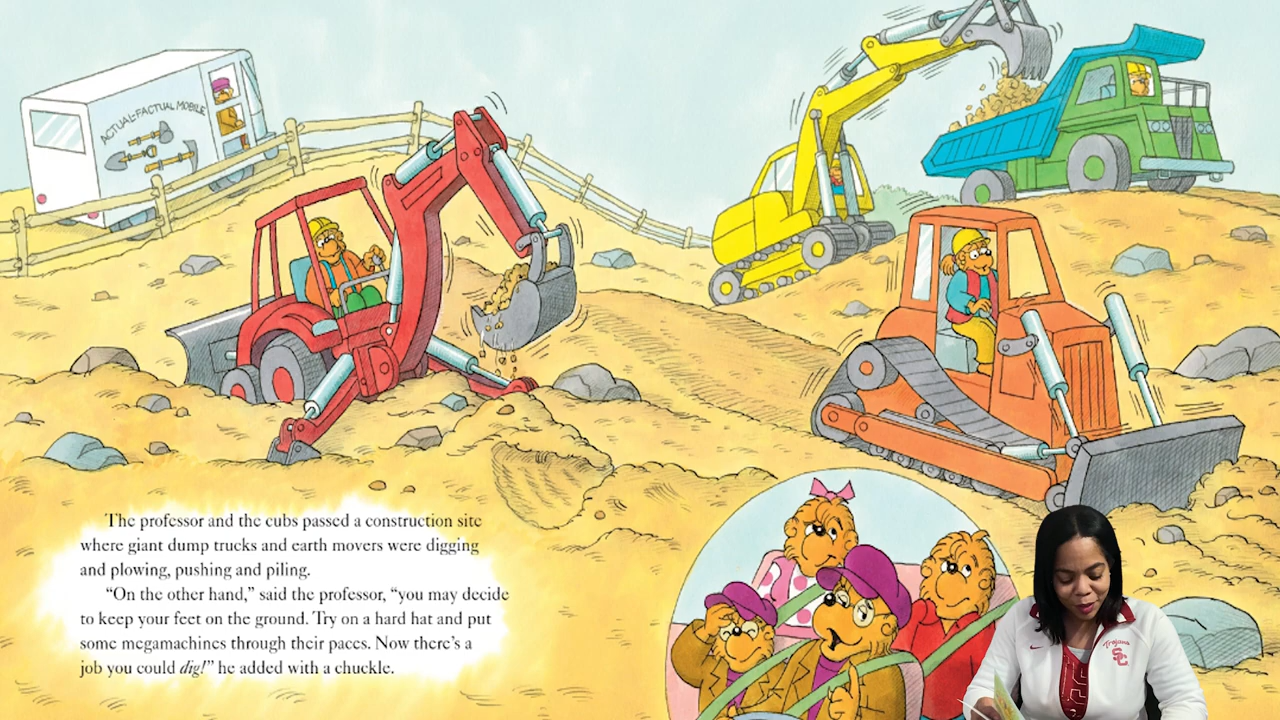 ACTUAL-FACTUAL MOBILE
The professor and the cubs passed a construction site
where giant dump trucks and earth movers were digging
and plowing, pushing and piling.
“On the other hand,” said the professor, “you may decide
to keep your feet on the ground. Try on a hard hat and put
some megamachines through their paces. Now there’s a
job you could dig!” he added with a chuckle.
Trojans
SC